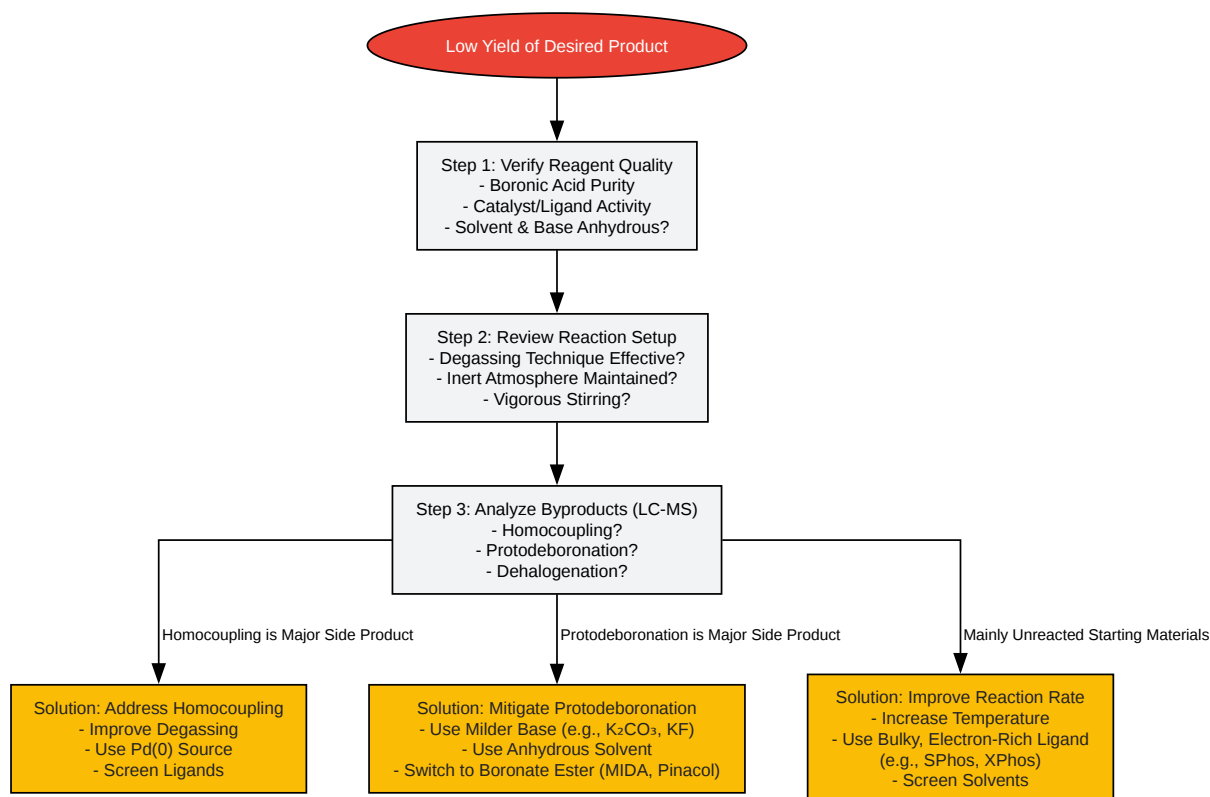 Low Yield of Desired Product
Step 1: Verify Reagent Quality
- Boronic Acid Purity
- Catalyst/Ligand Activity
- Solvent & Base Anhydrous?
Step 2: Review Reaction Setup
- Degassing Technique Effective?
- Inert Atmosphere Maintained?
- Vigorous Stirring?
Step 3: Analyze Byproducts (LC-MS)
- Homocoupling?
- Protodeboronation?
- Dehalogenation?
Homocoupling is Major Side Product
Protodeboronation is Major Side Product
Mainly Unreacted Starting Materials
Solution: Address Homocoupling
- Improve Degassing
- Use Pd(0) Source
- Screen Ligands
Solution: Mitigate Protodeboronation
- Use Milder Base (e.g., K₂CO₃, KF)
- Use Anhydrous Solvent
- Switch to Boronate Ester (MIDA, Pinacol)
Solution: Improve Reaction Rate
- Increase Temperature
- Use Bulky, Electron-Rich Ligand
(e.g., SPhos, XPhos)
- Screen Solvents